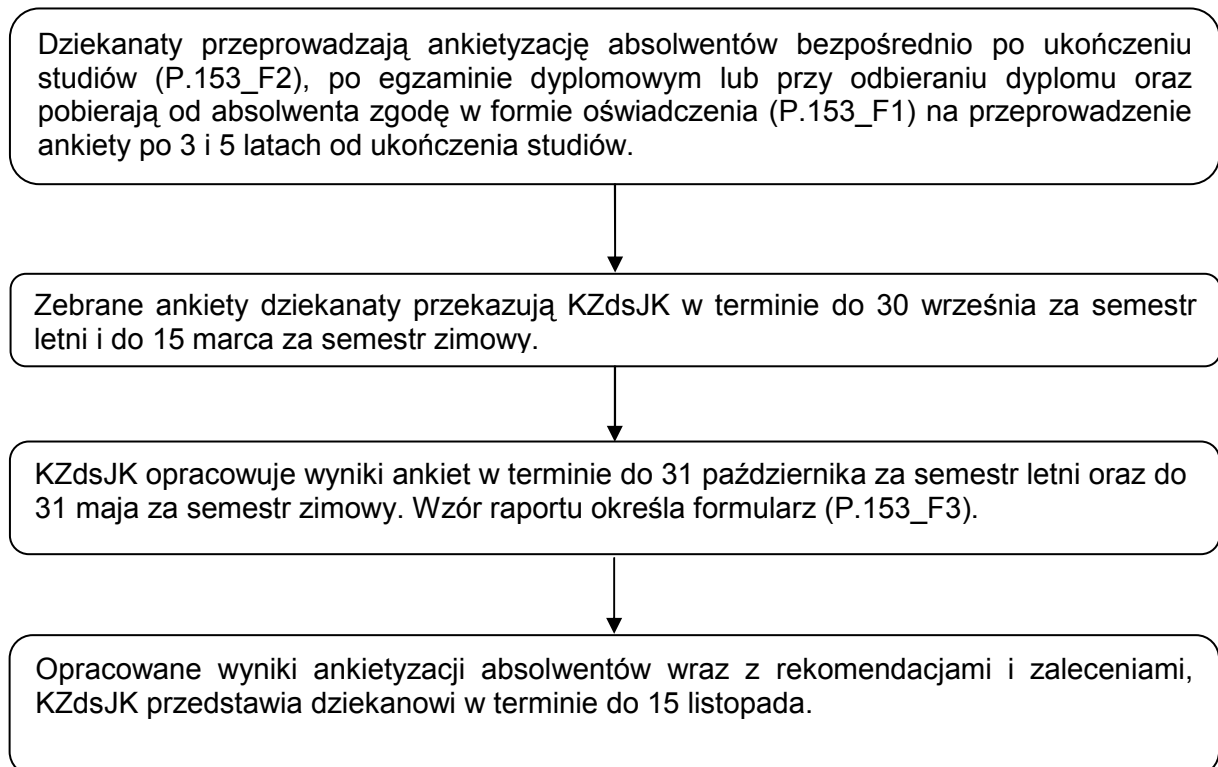 Dziekanaty przeprowadzają ankietyzację absolwentów bezpośrednio po ukończeniu
studiów (P.153_F2), po egzaminie dyplomowym lub przy odbieraniu dyplomu oraz
pobierają od absolwenta zgodę w formie oświadczenia (P.153_F1) na przeprowadzenie
ankiety po 3 i 5 latach od ukończenia studiów.
Zebrane ankiety dziekanaty przekazują KZdsJK w terminie do 30 września za semestr
letni i do 15 marca za semestr zimowy.
KZdsJK opracowuje wyniki ankiet w terminie do 31 października za semestr letni oraz do
31 maja za semestr zimowy. Wzór raportu określa formularz (P.153_F3).
Opracowane wyniki ankietyzacji absolwentów wraz z rekomendacjami i zaleceniami,
KZdsJK przedstawia dziekanowi w terminie do 15 listopada.